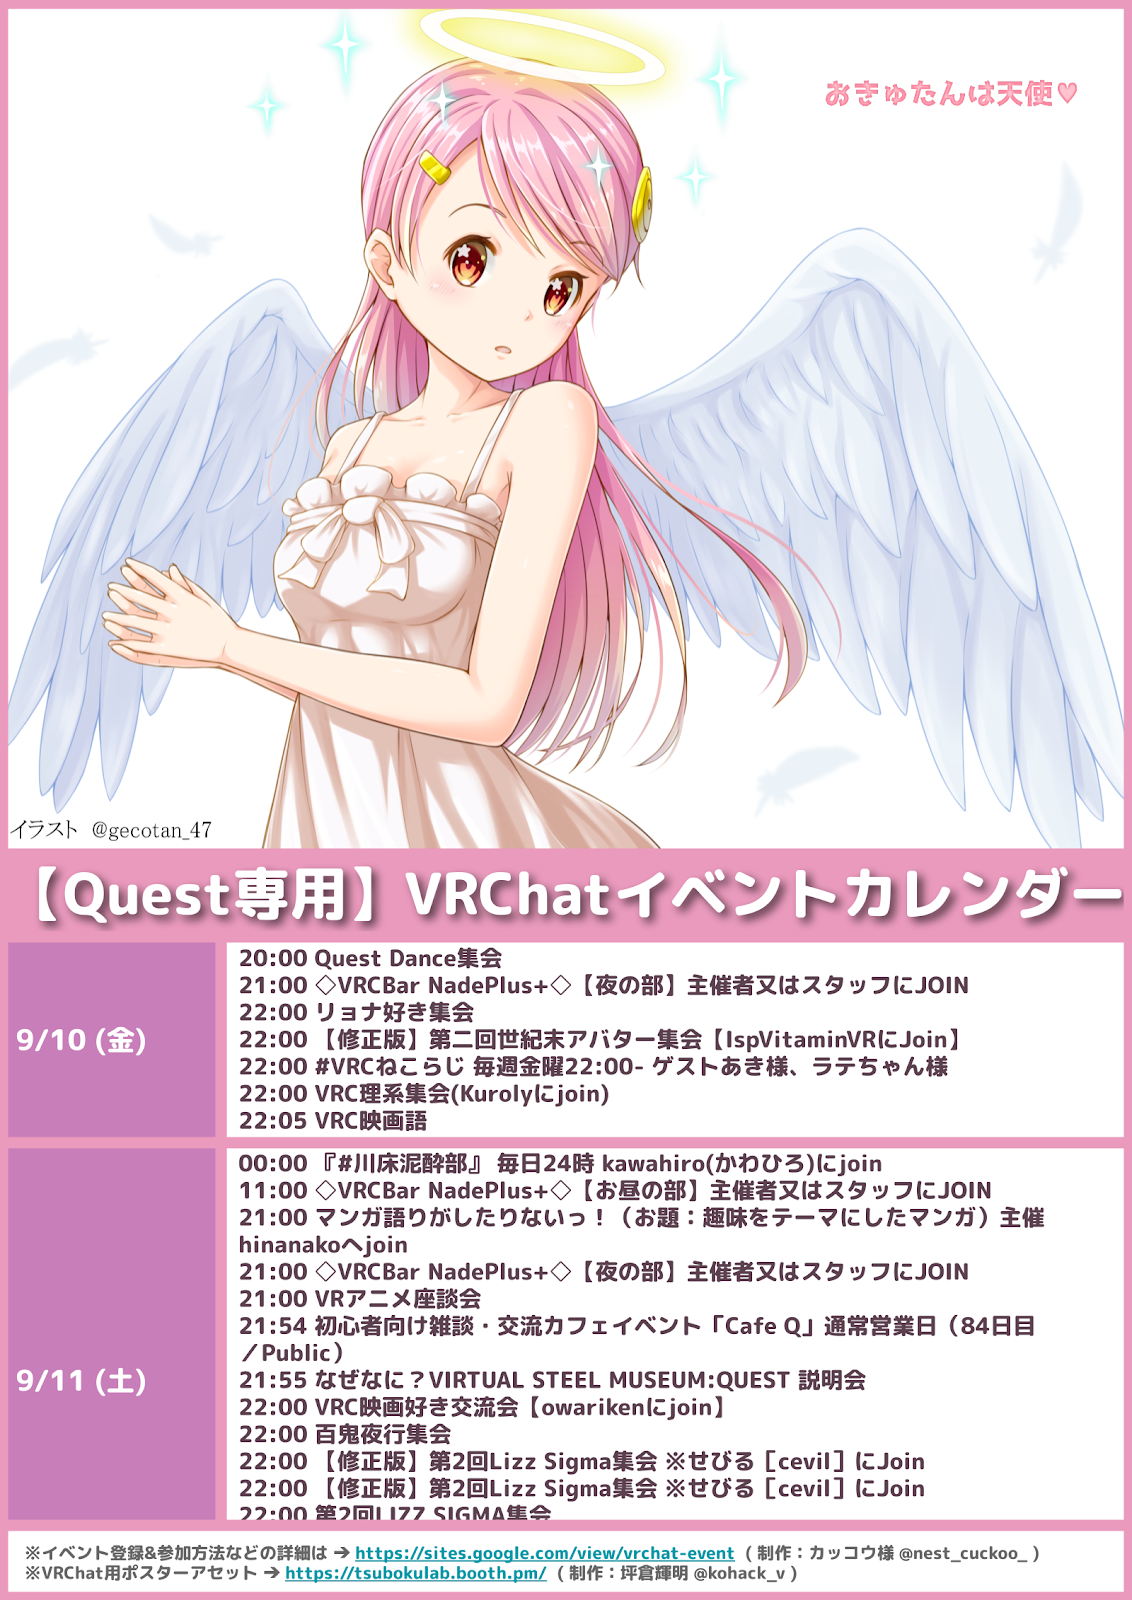 おきゅたんは天使♥
イラスト @gecotan_47
【Quest専用】VRChatイベントカレンダー
9/10 (金)
20:00 Quest Dance集会
21:00 ◇VRCBar NadePlus+◇【夜の部】主催者又はスタッフにJOIN
22:00 リョナ好き集会
22:00 【修正版】第二回世紀末アバター集会【IspVitaminVRにJoin】
22:00 #VRCねこらじ 毎週金曜22:00- ゲストあき様、ラテちゃん様
22:00 VRC理系集会(Kurolyにjoin)
22:05 VRC映画語
9/11 (土)
00:00 『#川床泥酔部』 毎日24時 kawahiro(かわひろ)にjoin
11:00 ◇VRCBar NadePlus+◇【お昼の部】主催者又はスタッフにJOIN
21:00 マンガ語りがしたりないっ！（お題：趣味をテーマにしたマンガ）主催
hinanakoへjoin
21:00 ◇VRCBar NadePlus+◇【夜の部】主催者又はスタッフにJOIN
21:00 VRアニメ座談会
21:54 初心者向け雑談・交流カフェイベント「Cafe Q」通常営業日（84日目
／Public）
21:55 なぜなに？VIRTUAL STEEL MUSEUM:QUEST 説明会
22:00 VRC映画好き交流会【owarikenにjoin】
22:00 百鬼夜行集会
22:00 【修正版】第2回Lizz Sigma集会 ※せびる［cevil］にJoin
22:00 【修正版】第2回Lizz Sigma集会 ※せびる［cevil］にJoin
22:00 第2回LIZZ SIGMA集会
※イベント登録&参加方法などの詳細は → https://sites.google.com/view/vrchat-event ( 制作：カッコウ様 @nest_cuckoo_ )
※VRChat用ポスターアセット → https://tsubokulab.booth.pm/ ( 制作：坪倉輝明 @kohack_v )